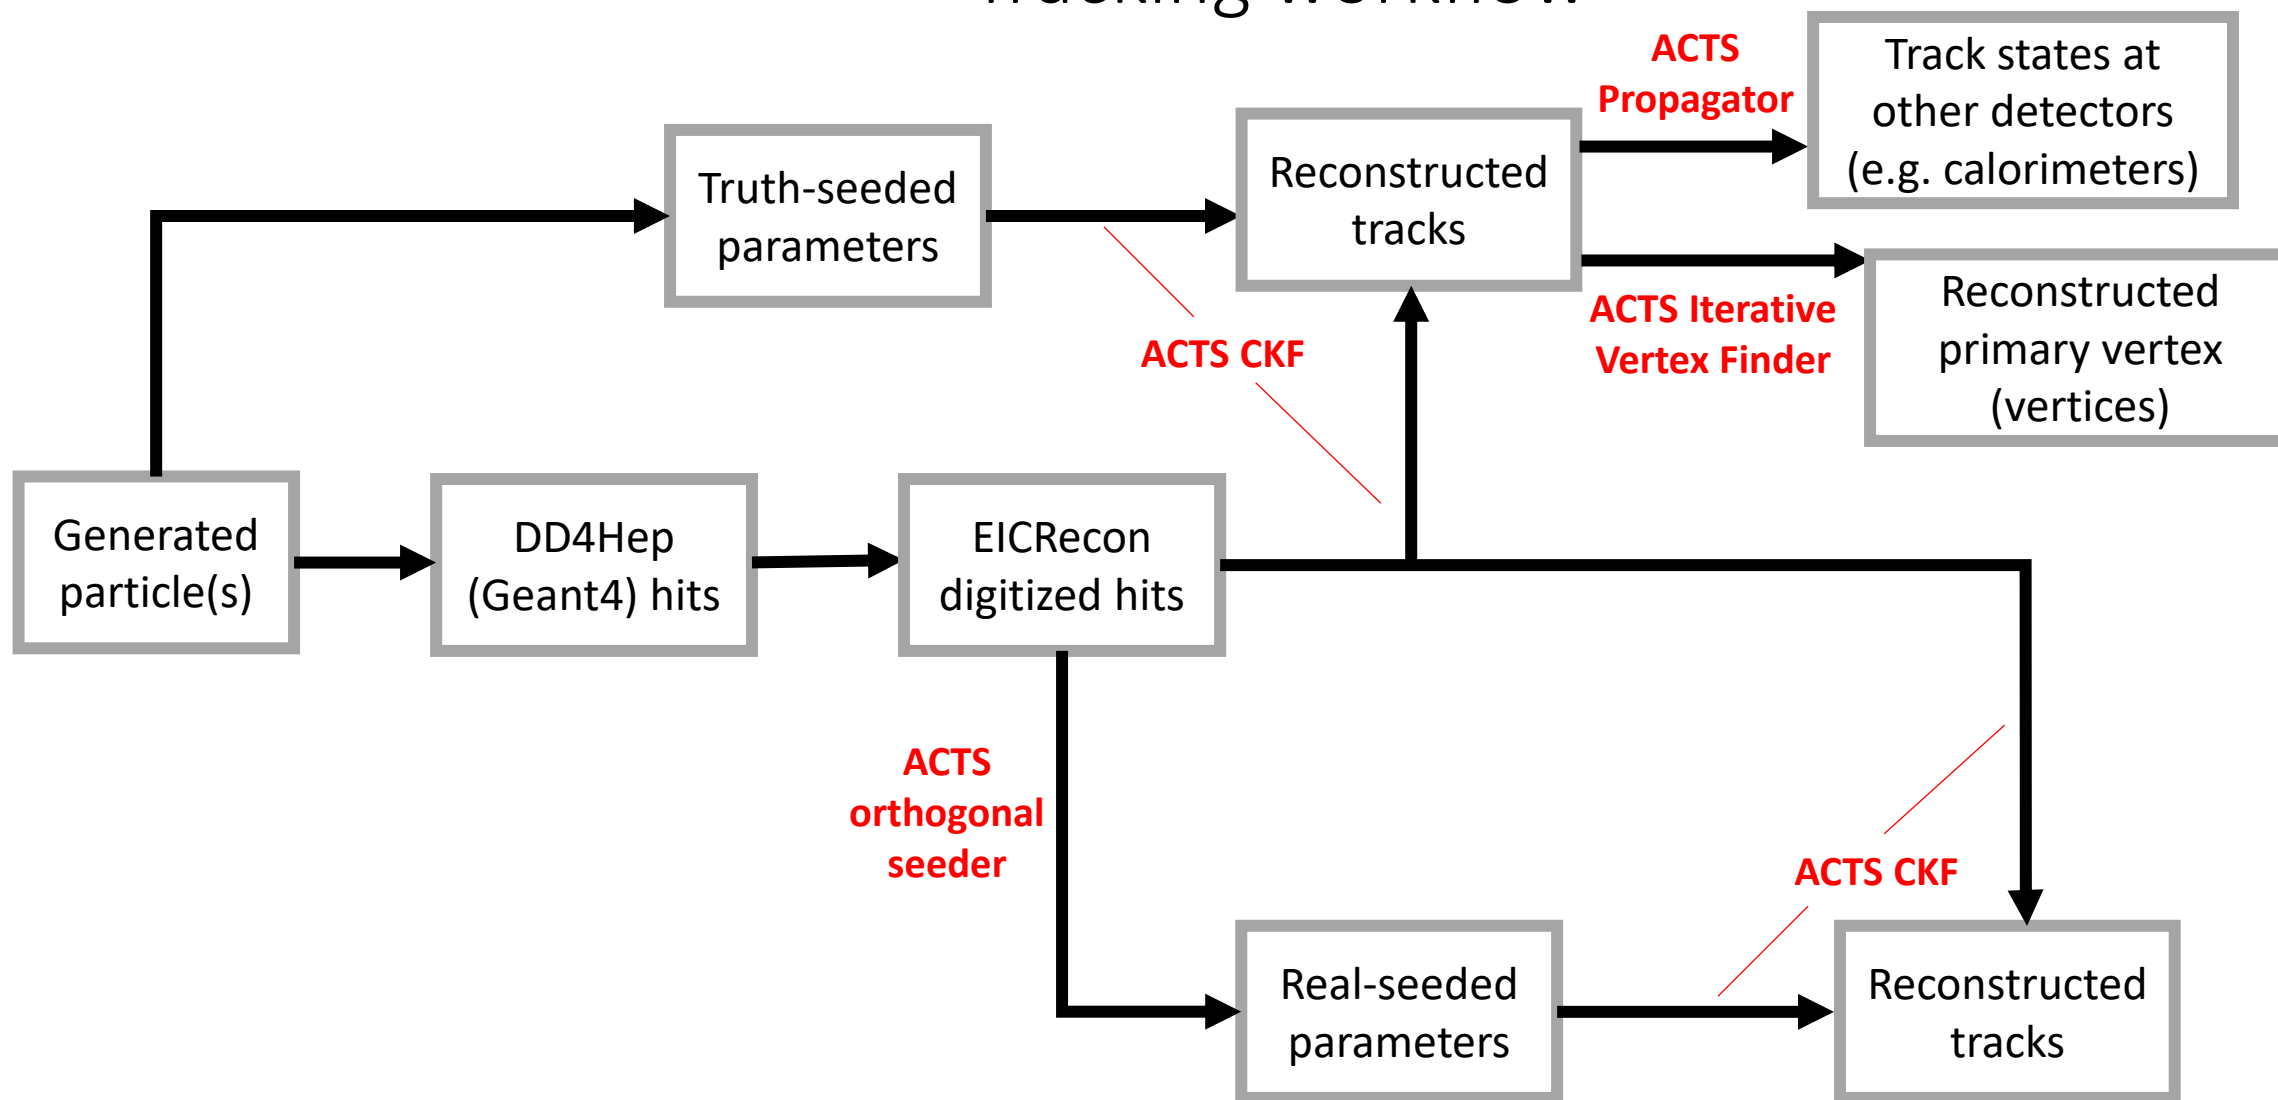 Tracking workflow
ACTS
Propagator
Track states at
other detectors
(e.g. calorimeters)
Truth-seeded
parameters
Reconstructed
tracks
ACTS Iterative
Vertex Finder
Reconstructed
primary vertex
(vertices)
ACTS CKF
Generated
particle(s)
DD4Hep
(Geant4) hits
EICRecon
digitized hits
ACTS
orthogonal
seeder
ACTS CKF
Real-seeded
parameters
Reconstructed
tracks